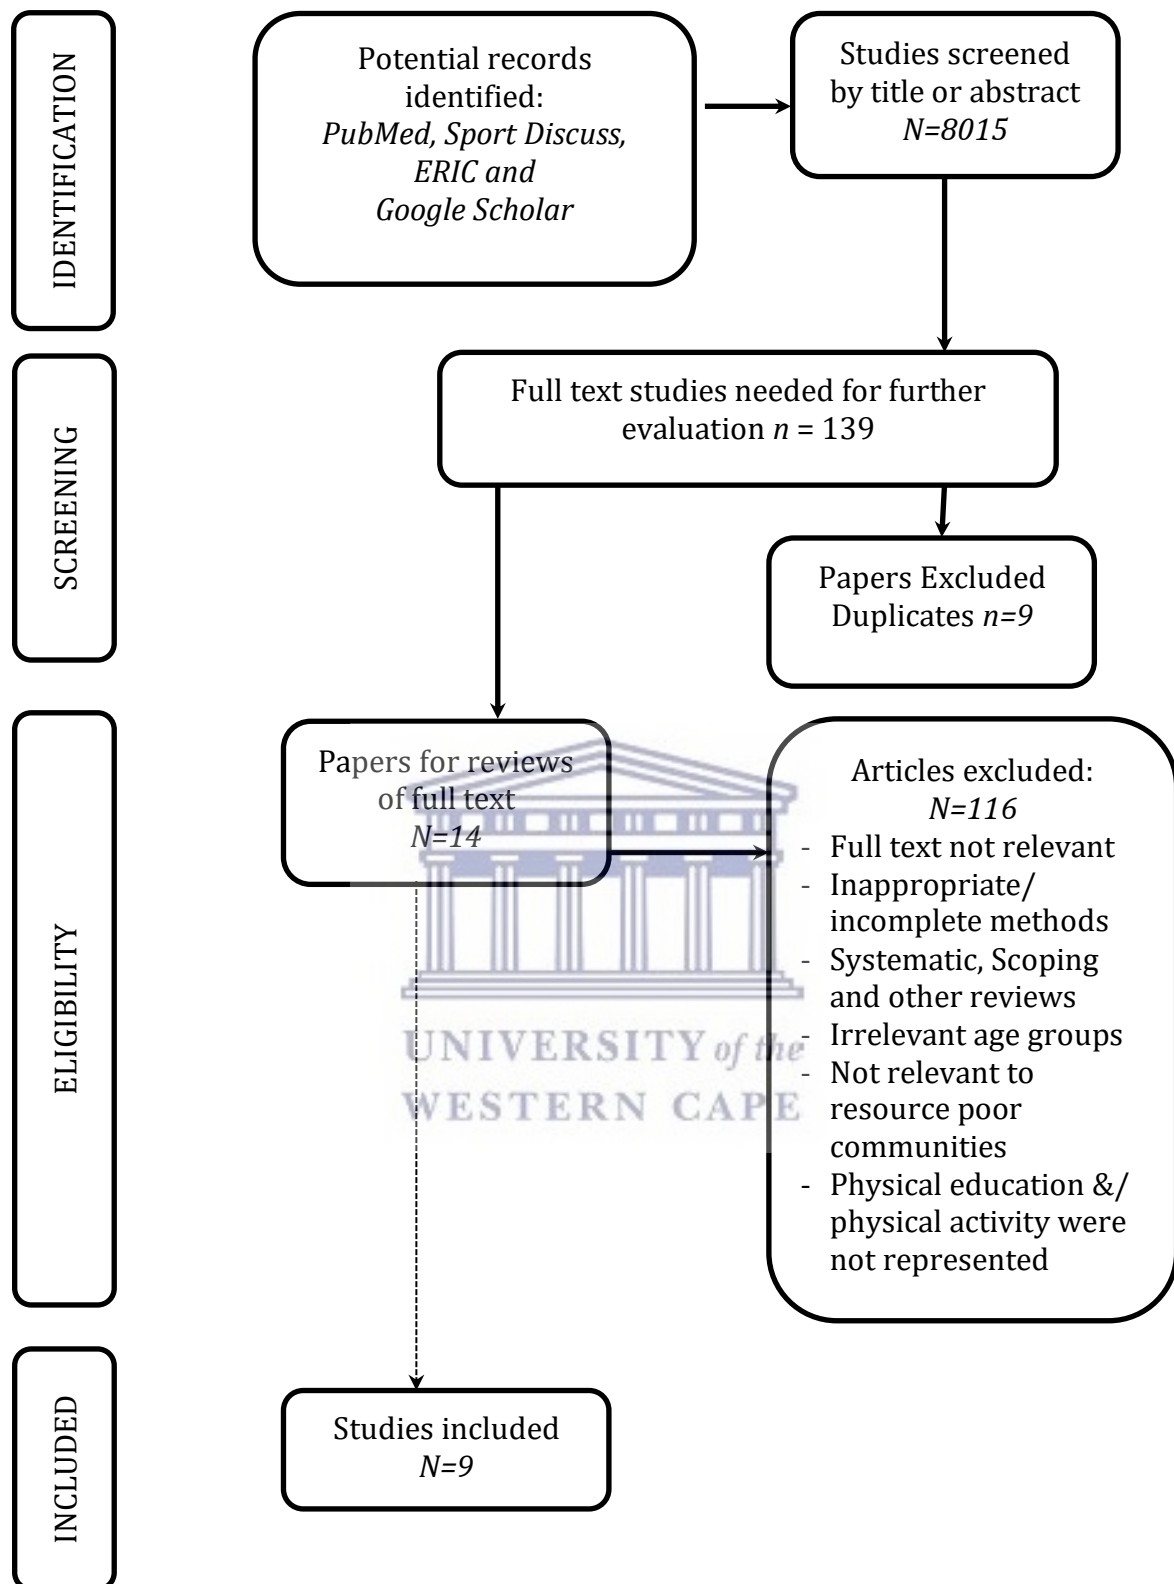 IDENTIFICATION
Potential records
identified:
PubMed, Sport Discuss,
ERIC and
Google Scholar
Studies screened
by title or abstract
N=8015
SCREENING
Full text studies needed for further
evaluation n = 139
Papers Excluded
Duplicates n=9
ELIGIBILITY
Papers for reviews
of full text
N=14
Articles excluded:
N=116
- Full text not relevant
- Inappropriate/
incomplete methods
- Systematic, Scoping
and other reviews
- Irrelevant age groups
- Not relevant to
resource poor
communities
- Physical education &/
physical activity were
not represented
UNIVERSITY of the
WESTERN CAPE
INCLUDED
Studies included
N=9